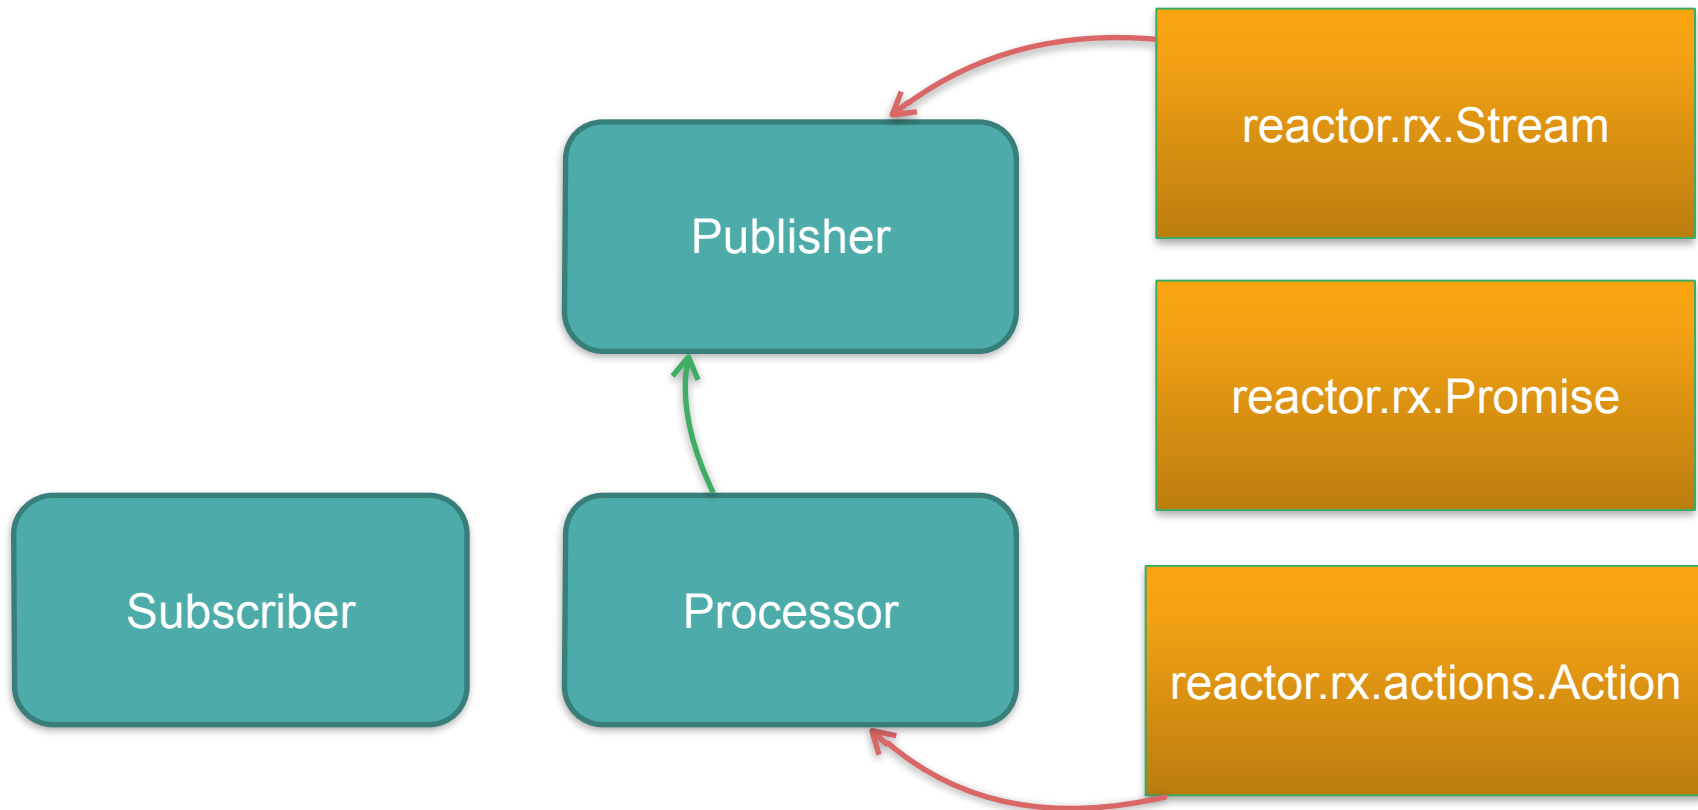 reactor.rx.Stream
Publisher
reactor.rx.Promise
Subscriber
Processor
reactor.rx.actions.Action